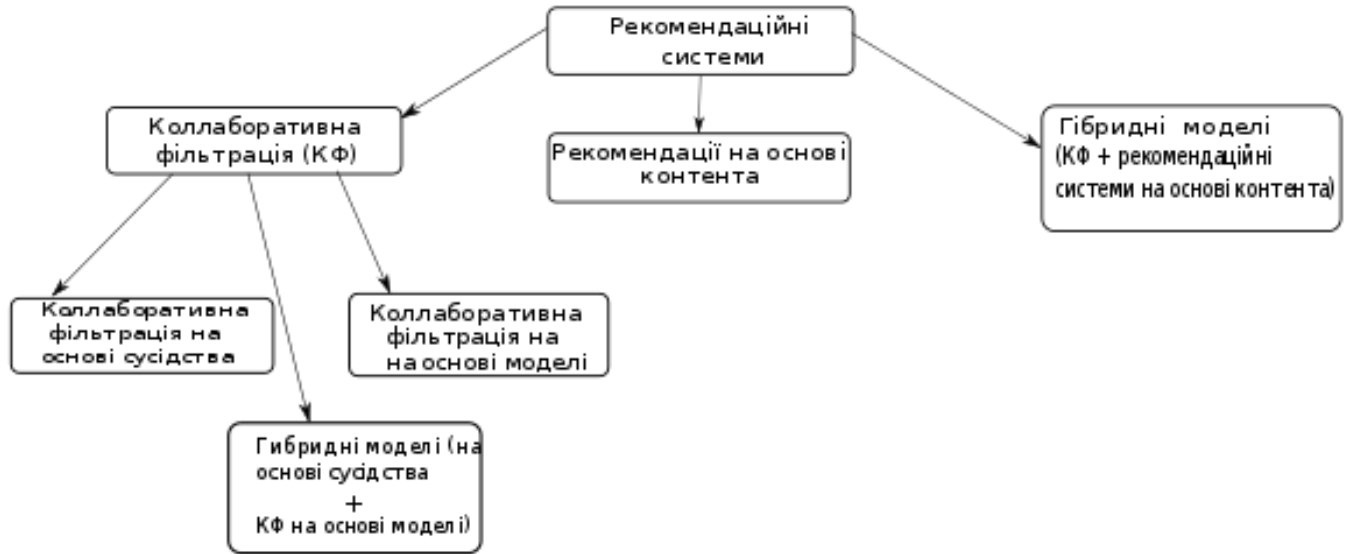 Рекомендаційні
системи
Коллаборативна
фільтрація (КФ)
Рекомендації на основі
контента
Гібридні моделі
(КФ + рекомендаційні
системи на основі контента)
Коллаборативна
фільтрація на
основі сусідства
Коллаборативна
фільтрація на
на основі моделі
Гибридні моделі (на
основі сусідства
+
КФ на основі моделі)